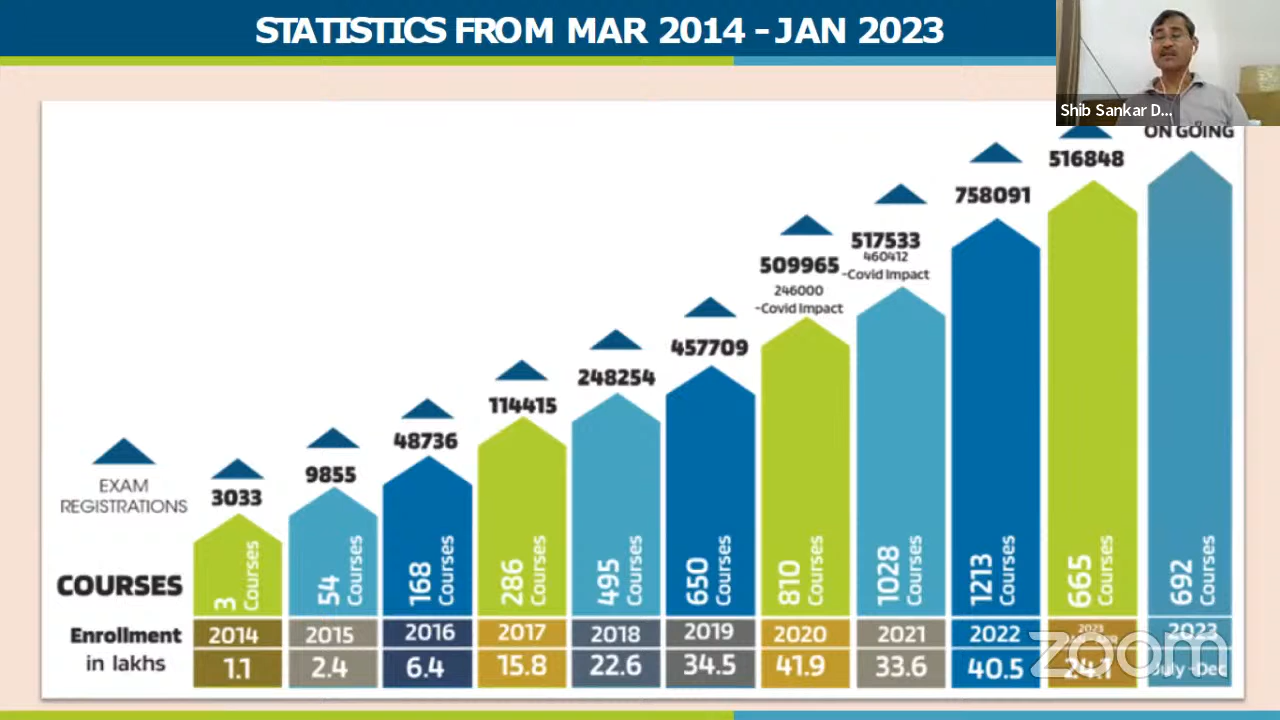 STATISTICS FROM MAR 2014 - JAN 2023
Shib Sankar D...
ON GOING
516848
758091
517533
460412
-Covid Impact
509965
246000
-Covid Impact
457709
248254
114415
48736
9855
3033
EXAM
REGISTRATIONS
COURSES
3 Courses
54 Courses
168 Courses
286 Courses
495 Courses
650 Courses
810 Courses
1028 Courses
1213 Courses
665 Courses
692 Courses
Enrollment
in lakhs
2014 2015 2016 2017 2018 2019 2020 2021 2022 2023 2023
1.1 2.4 6.4 15.8 22.6 34.5 41.9 33.6 40.5 24.7 July -Dec
zoom